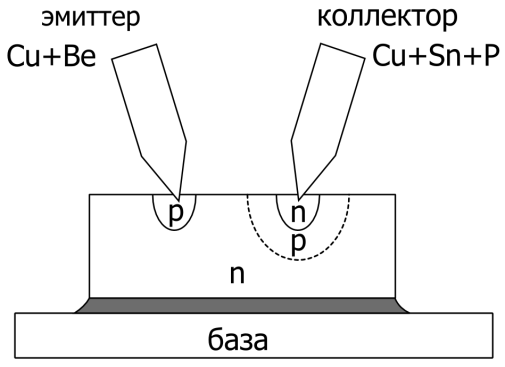 эмиттер
Cu+Be
коллектор
Cu+Sn+P
p
n
p
n
база